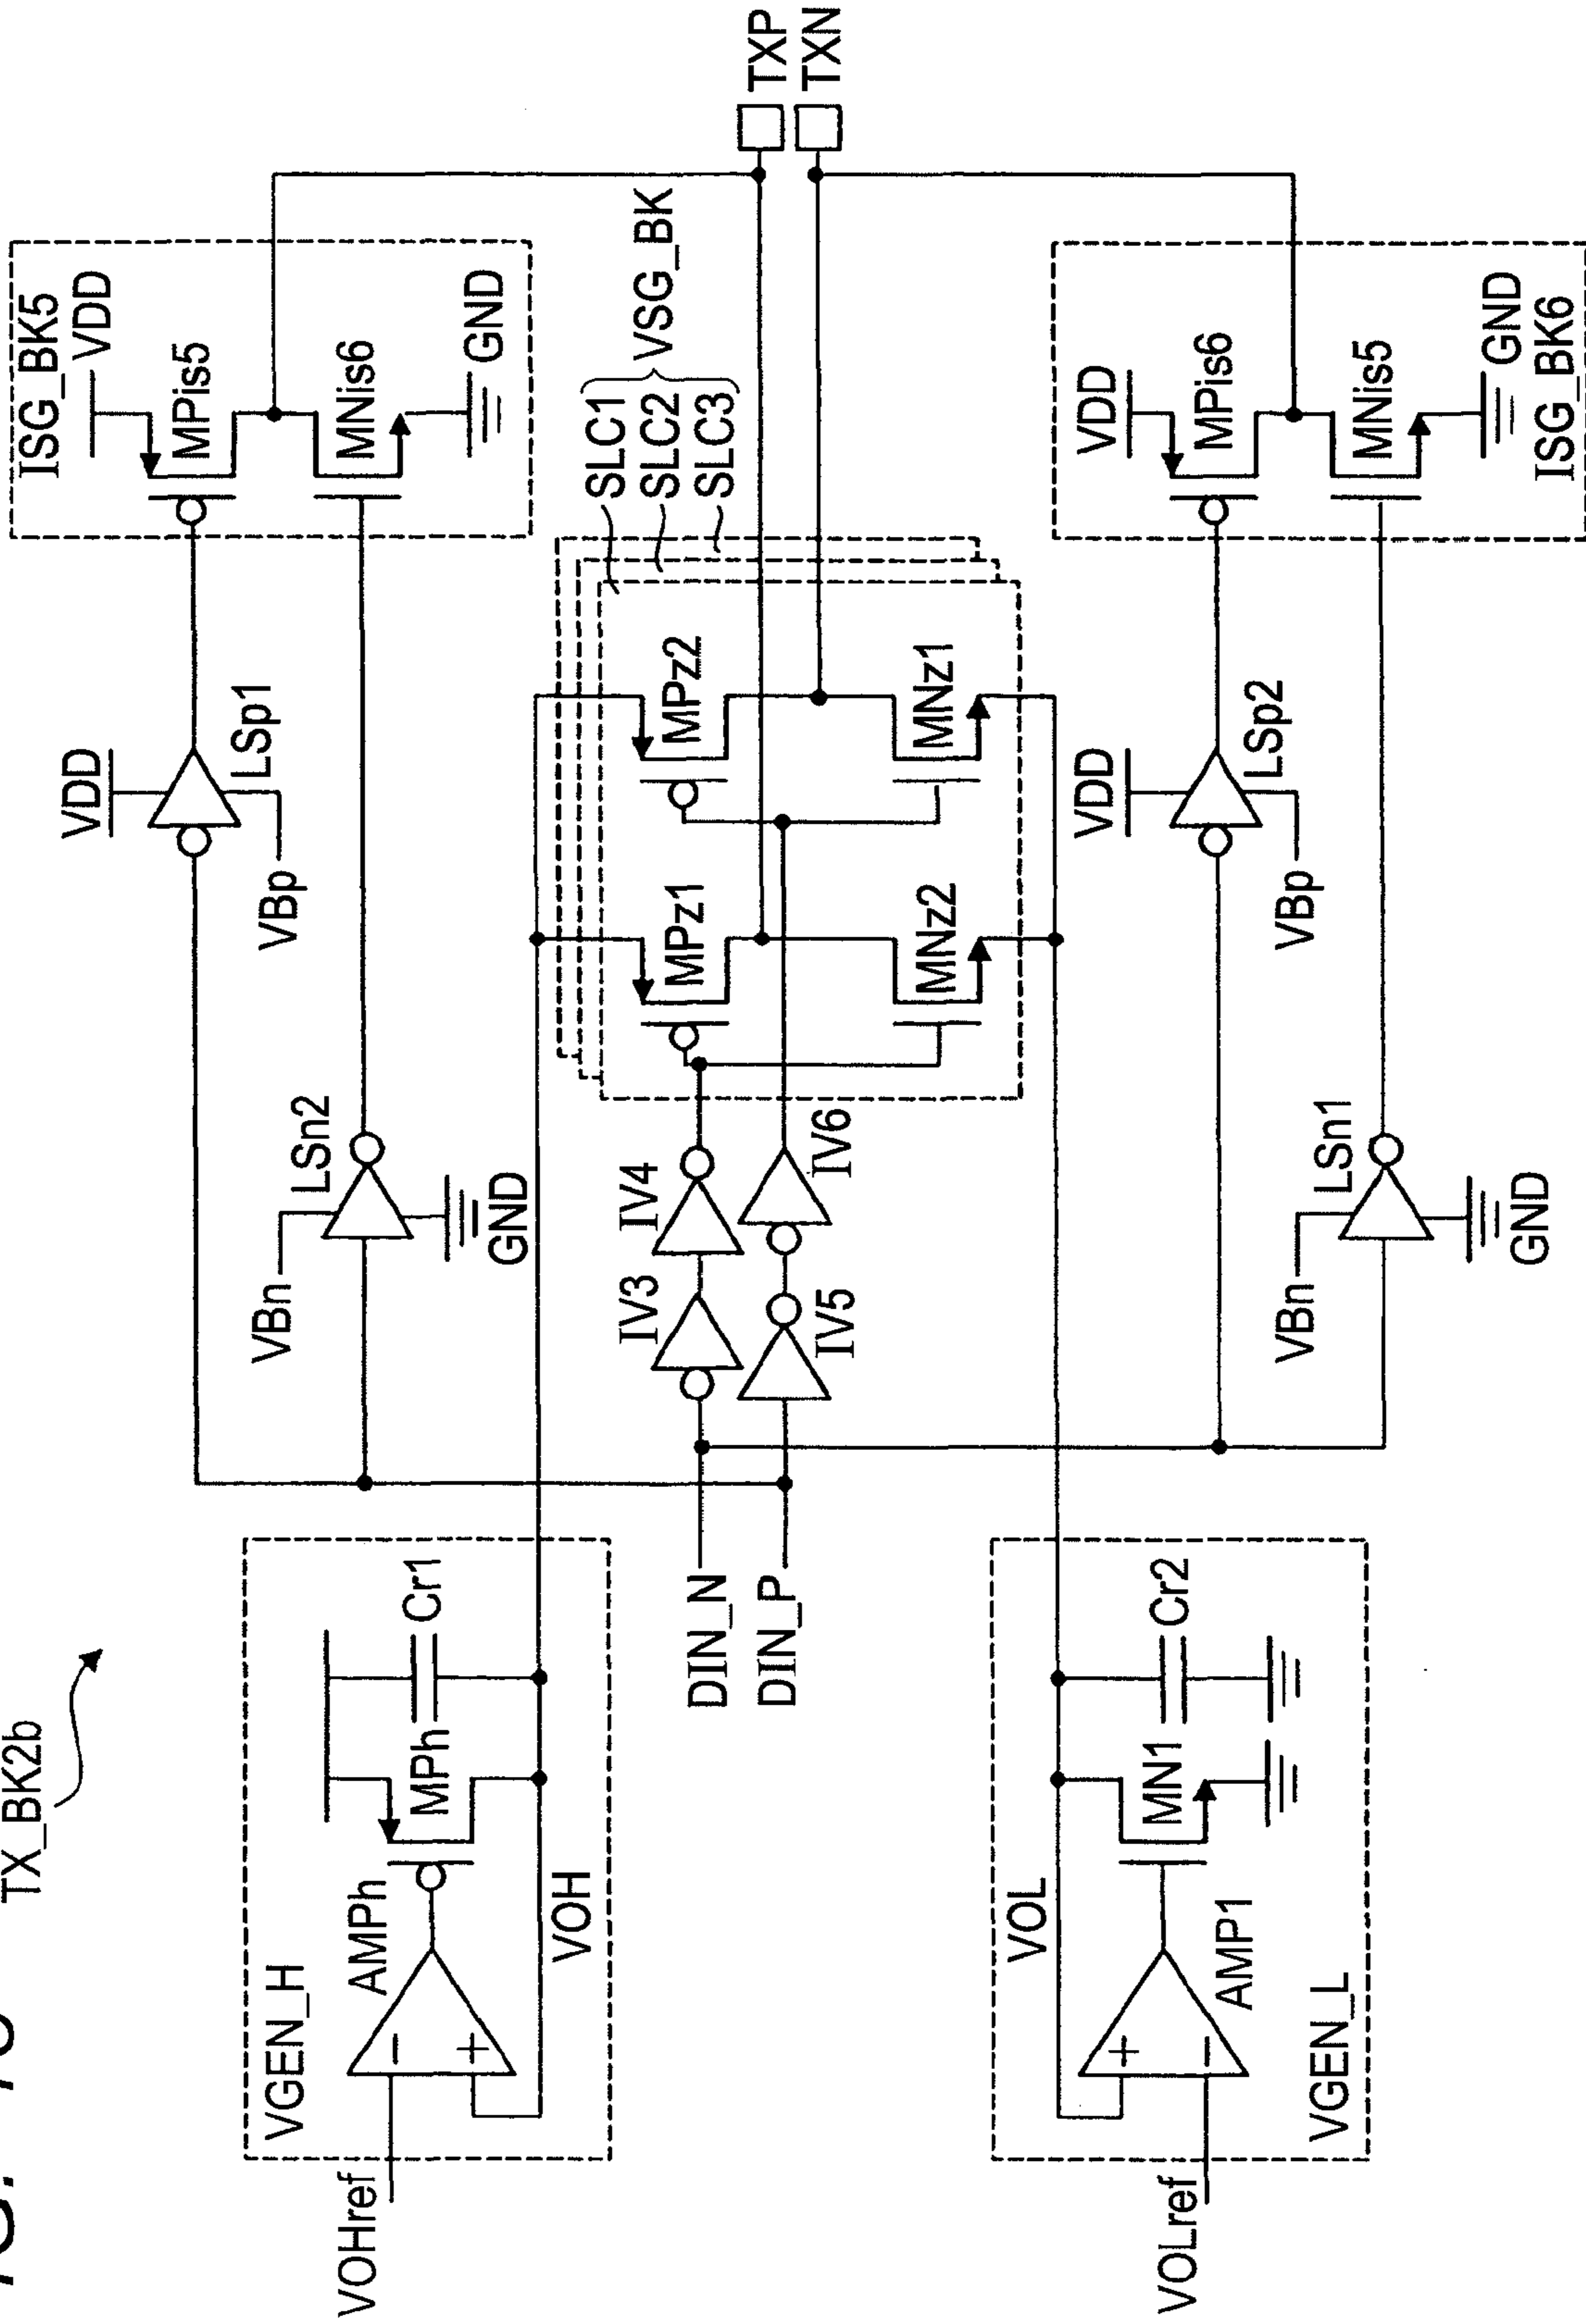 TX_BK2b
VOHref
VGEN_H
AMPh
MPh
Cr1
VOH
VBn
LSn2
GND
VDD
LSp1
VBp
ISG_BK5
VDD
MPis5
MNis6
GND
DIN_N
DIN_P
IV3
IV4
IV5
IV6
MPz1
MPz2
MNz2
MNz1
SLC1
SLC2
SLC3
VSG_BK
TXP
TXN
VOLref
VGEN_L
AMP1
MN1
Cr2
VOL
VBn
LSn1
GND
VDD
LSp2
VBp
VDD
MPis6
MNis5
GND
ISG_BK6